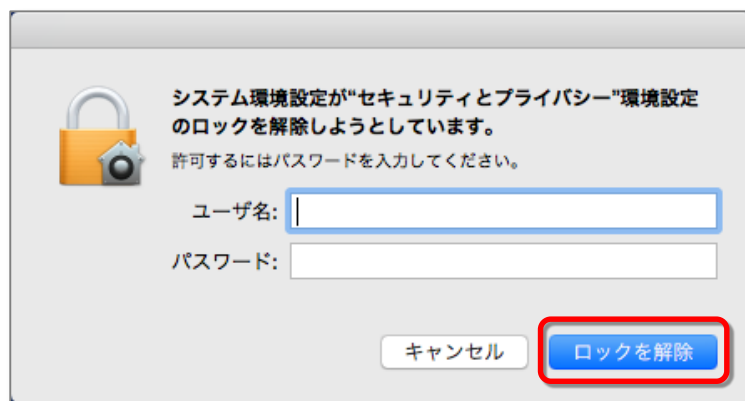 システム環境設定が“セキュリティとプライバシー”環境設定
のロックを解除しようとしています。
許可するにはパスワードを入力してください。
ユーザ名:
パスワード:
キャンセル ロックを解除